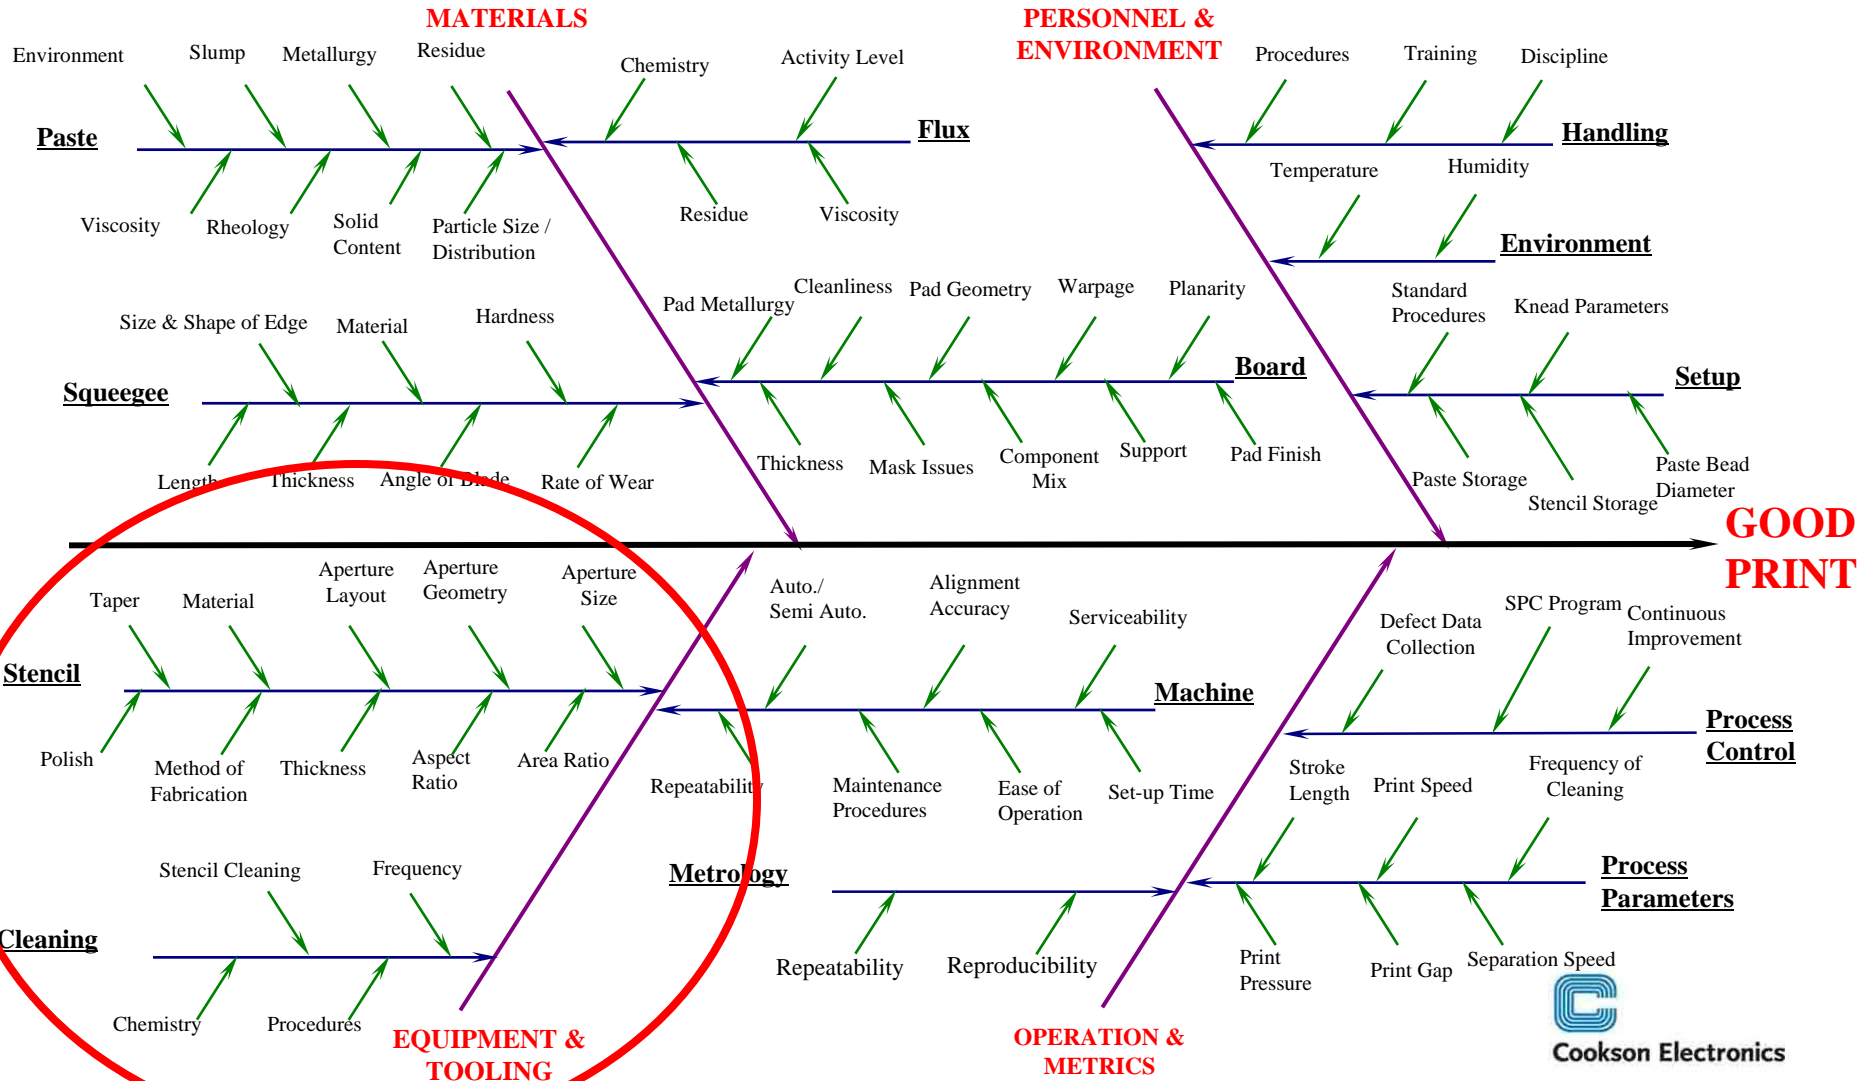 MATERIALS
PERSONNEL &
ENVIRONMENT
Environment
Slump
Metallurgy
Residue
Chemistry
Activity Level
Procedures
Training
Discipline
Paste
Flux
Handling
Viscosity
Rheology
Solid
Content
Particle Size /
Distribution
Residue
Viscosity
Temperature
Humidity
Environment
Size & Shape of Edge
Material
Hardness
Pad Metallurgy
Cleanliness
Pad Geometry
Warpage
Planarity
Standard
Procedures
Knead Parameters
Squeegee
Board
Setup
Length
Thickness
Angle of Blade
Rate of Wear
Thickness
Mask Issues
Component
Mix
Support
Pad Finish
Paste Storage
Stencil Storage
Paste Bead
Diameter
GOOD
PRINT
Taper
Material
Aperture
Layout
Aperture
Geometry
Aperture
Size
Auto./
Semi Auto.
Alignment
Accuracy
Serviceability
Defect Data
Collection
SPC Program
Continuous
Improvement
Stencil
Machine
Process
Control
Polish
Method of
Fabrication
Thickness
Aspect
Ratio
Area Ratio
Repeatability
Maintenance
Procedures
Ease of
Operation
Set-up Time
Stroke
Length
Print Speed
Frequency of
Cleaning
Stencil Cleaning
Frequency
Metrology
Process
Parameters
Cleaning
Chemistry
Procedures
Repeatability
Reproducibility
Print
Pressure
Print Gap
Separation Speed
EQUIPMENT &
TOOLING
OPERATION &
METRICS
Cookson Electronics